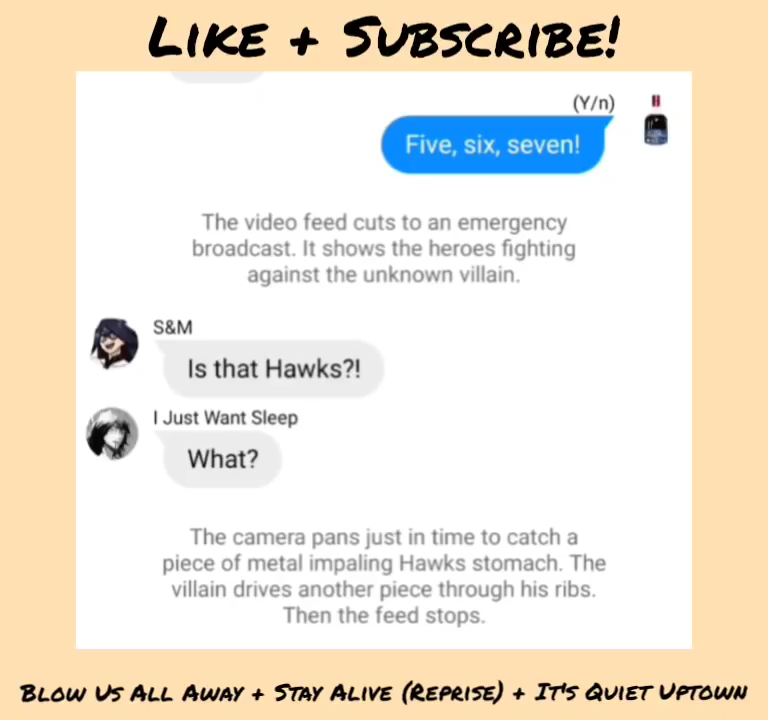 LIKE + SUBSCRIBE!
(Y/n)
Five, six, seven!
The video feed cuts to an emergency
broadcast. It shows the heroes fighting
against the unknown villain.
S&M
Is that Hawks?!
I Just Want Sleep
What?
The camera pans just in time to catch a
piece of metal impaling Hawks stomach. The
villain drives another piece through his ribs.
Then the feed stops.
BLOW US ALL AWAY + STAY ALIVE (REPRISE) + IT'S QUIET UPTOWN